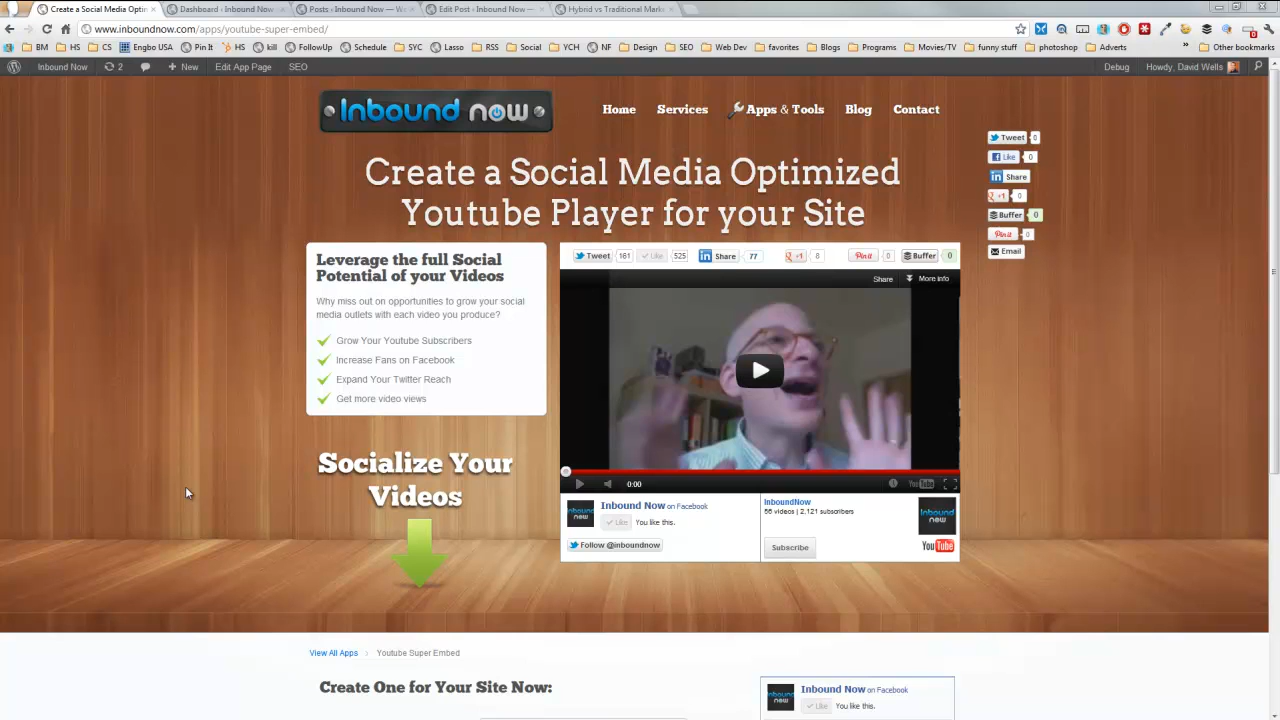 Create a Social Media Optim
Dashboard ‹ Inbound Now
Posts ‹ Inbound Now — W
Edit Post ‹ Inbound Now —
Hybrid vs Traditional Mark
www.inboundnow.com/apps/youtube-super-embed/
BM
HS
CS
Engbo USA
Pin It
HS
kill
FollowUp
Schedule
SYC
Lasso
RSS
Social
YCH
NF
Design
SEO
Web Dev
favorites
Blogs
Programs
Movies/TV
funny stuff
photoshop
Adverts
»
Other bookmarks
Inbound Now
2
+ New
Edit App Page
SEO
Debug
Howdy, David Wells
Inbound now
Home
Services
Apps & Tools
Blog
Contact
Create a Social Media Optimized
Youtube Player for your Site
Tweet 0
Like 0
in Share
+1 0
Buffer 0
Pin it 0
Email
Leverage the full Social
Potential of your Videos
Why miss out on opportunities to grow your social
media outlets with each video you produce?
Grow Your Youtube Subscribers
Increase Fans on Facebook
Expand Your Twitter Reach
Get more video views
Socialize Your
Videos
Tweet 161
Like 525
in Share 77
+1 8
Pin it 0
Buffer 0
Share
More info
0:00
YouTube
Inbound Now on Facebook
Like You like this.
Follow @inboundnow
InboundNow
56 videos | 2,121 subscribers
Subscribe
Inbound now
YouTube
View All Apps › Youtube Super Embed
Create One for Your Site Now:
Inbound Now on Facebook
Like You like this.